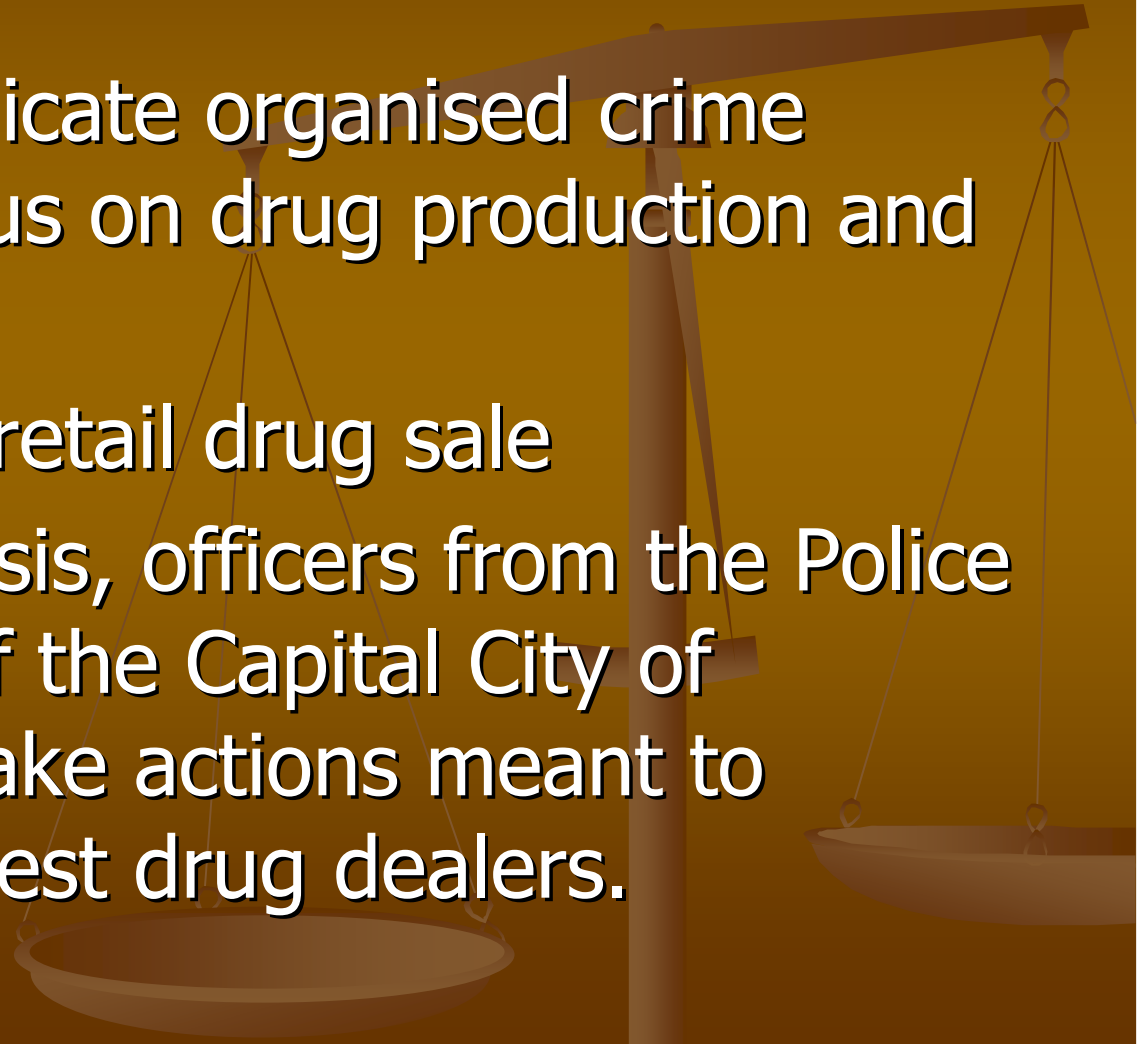 icate organised crime
us on drug production and
retail drug sale
sis, officers from the Police
f the Capital City of
ake actions meant to
est drug dealers.